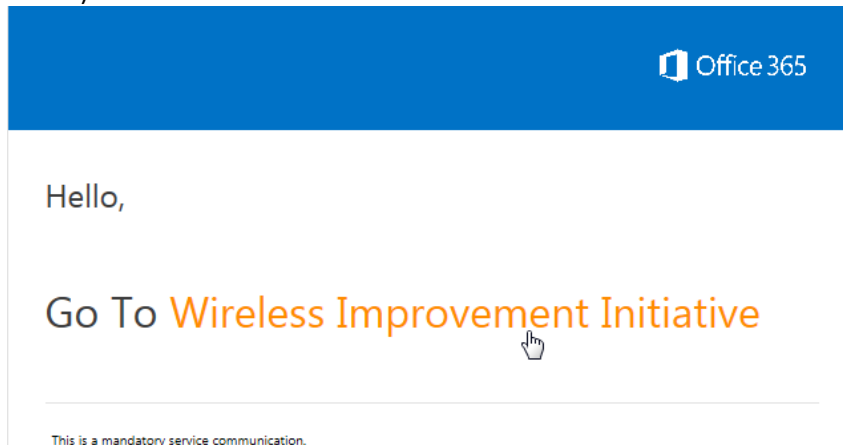 Office 365
Hello,
Go To Wireless Improvement Initiative
This is a mandatory service communication.